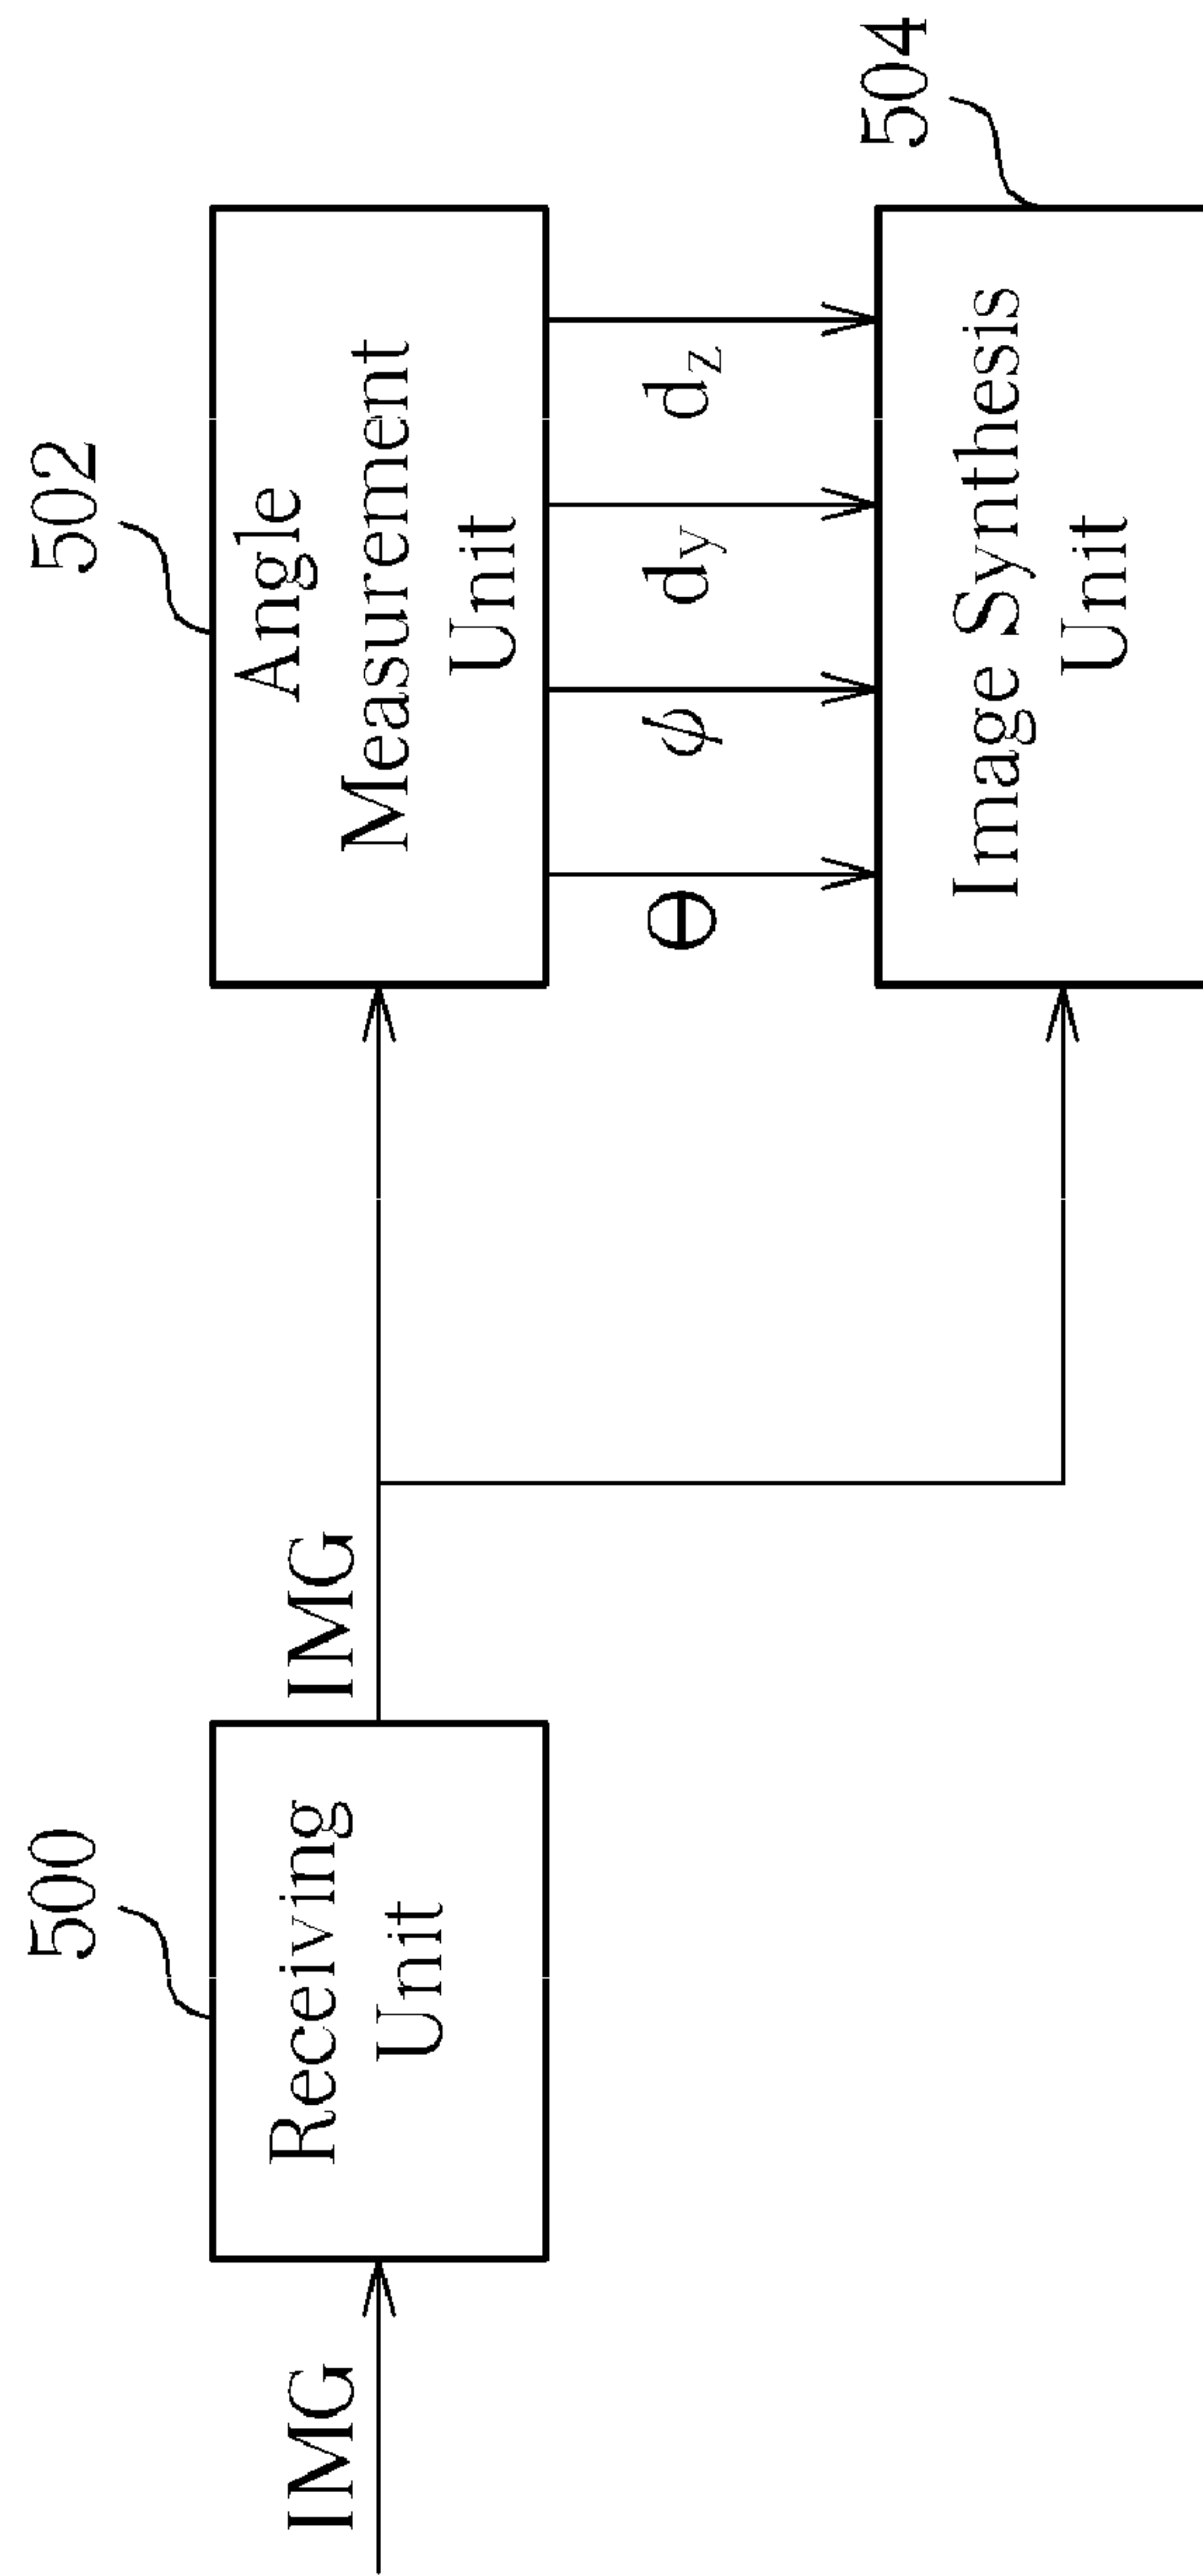 500
502
IMG
Receiving
Unit
IMG
Angle
Measurement
Unit
θ
ϕ
dy
dz
504
Image Synthesis
Unit